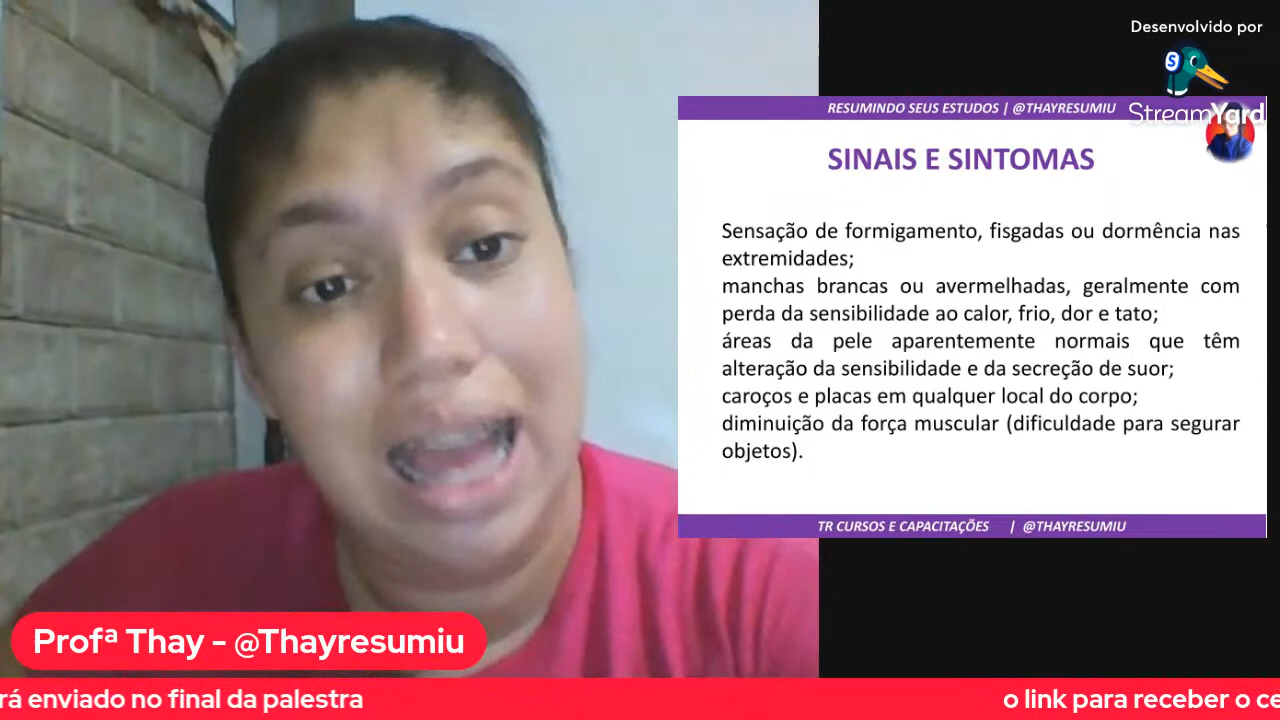 Desenvolvido por
S
StreamYard
RESUMINDO SEUS ESTUDOS | @THAYRESUMIU
SINAIS E SINTOMAS
Sensação de formigamento, fisgadas ou dormência nas
extremidades;
manchas brancas ou avermelhadas, geralmente com
perda da sensibilidade ao calor, frio, dor e tato;
áreas da pele aparentemente normais que têm
alteração da sensibilidade e da secreção de suor;
caroços e placas em qualquer local do corpo;
diminuição da força muscular (dificuldade para segurar
objetos).
TR CURSOS E CAPACITAÇÕES | @THAYRESUMIU
Profª Thay - @Thayresumiu
rá enviado no final da palestra
o link para receber o ce